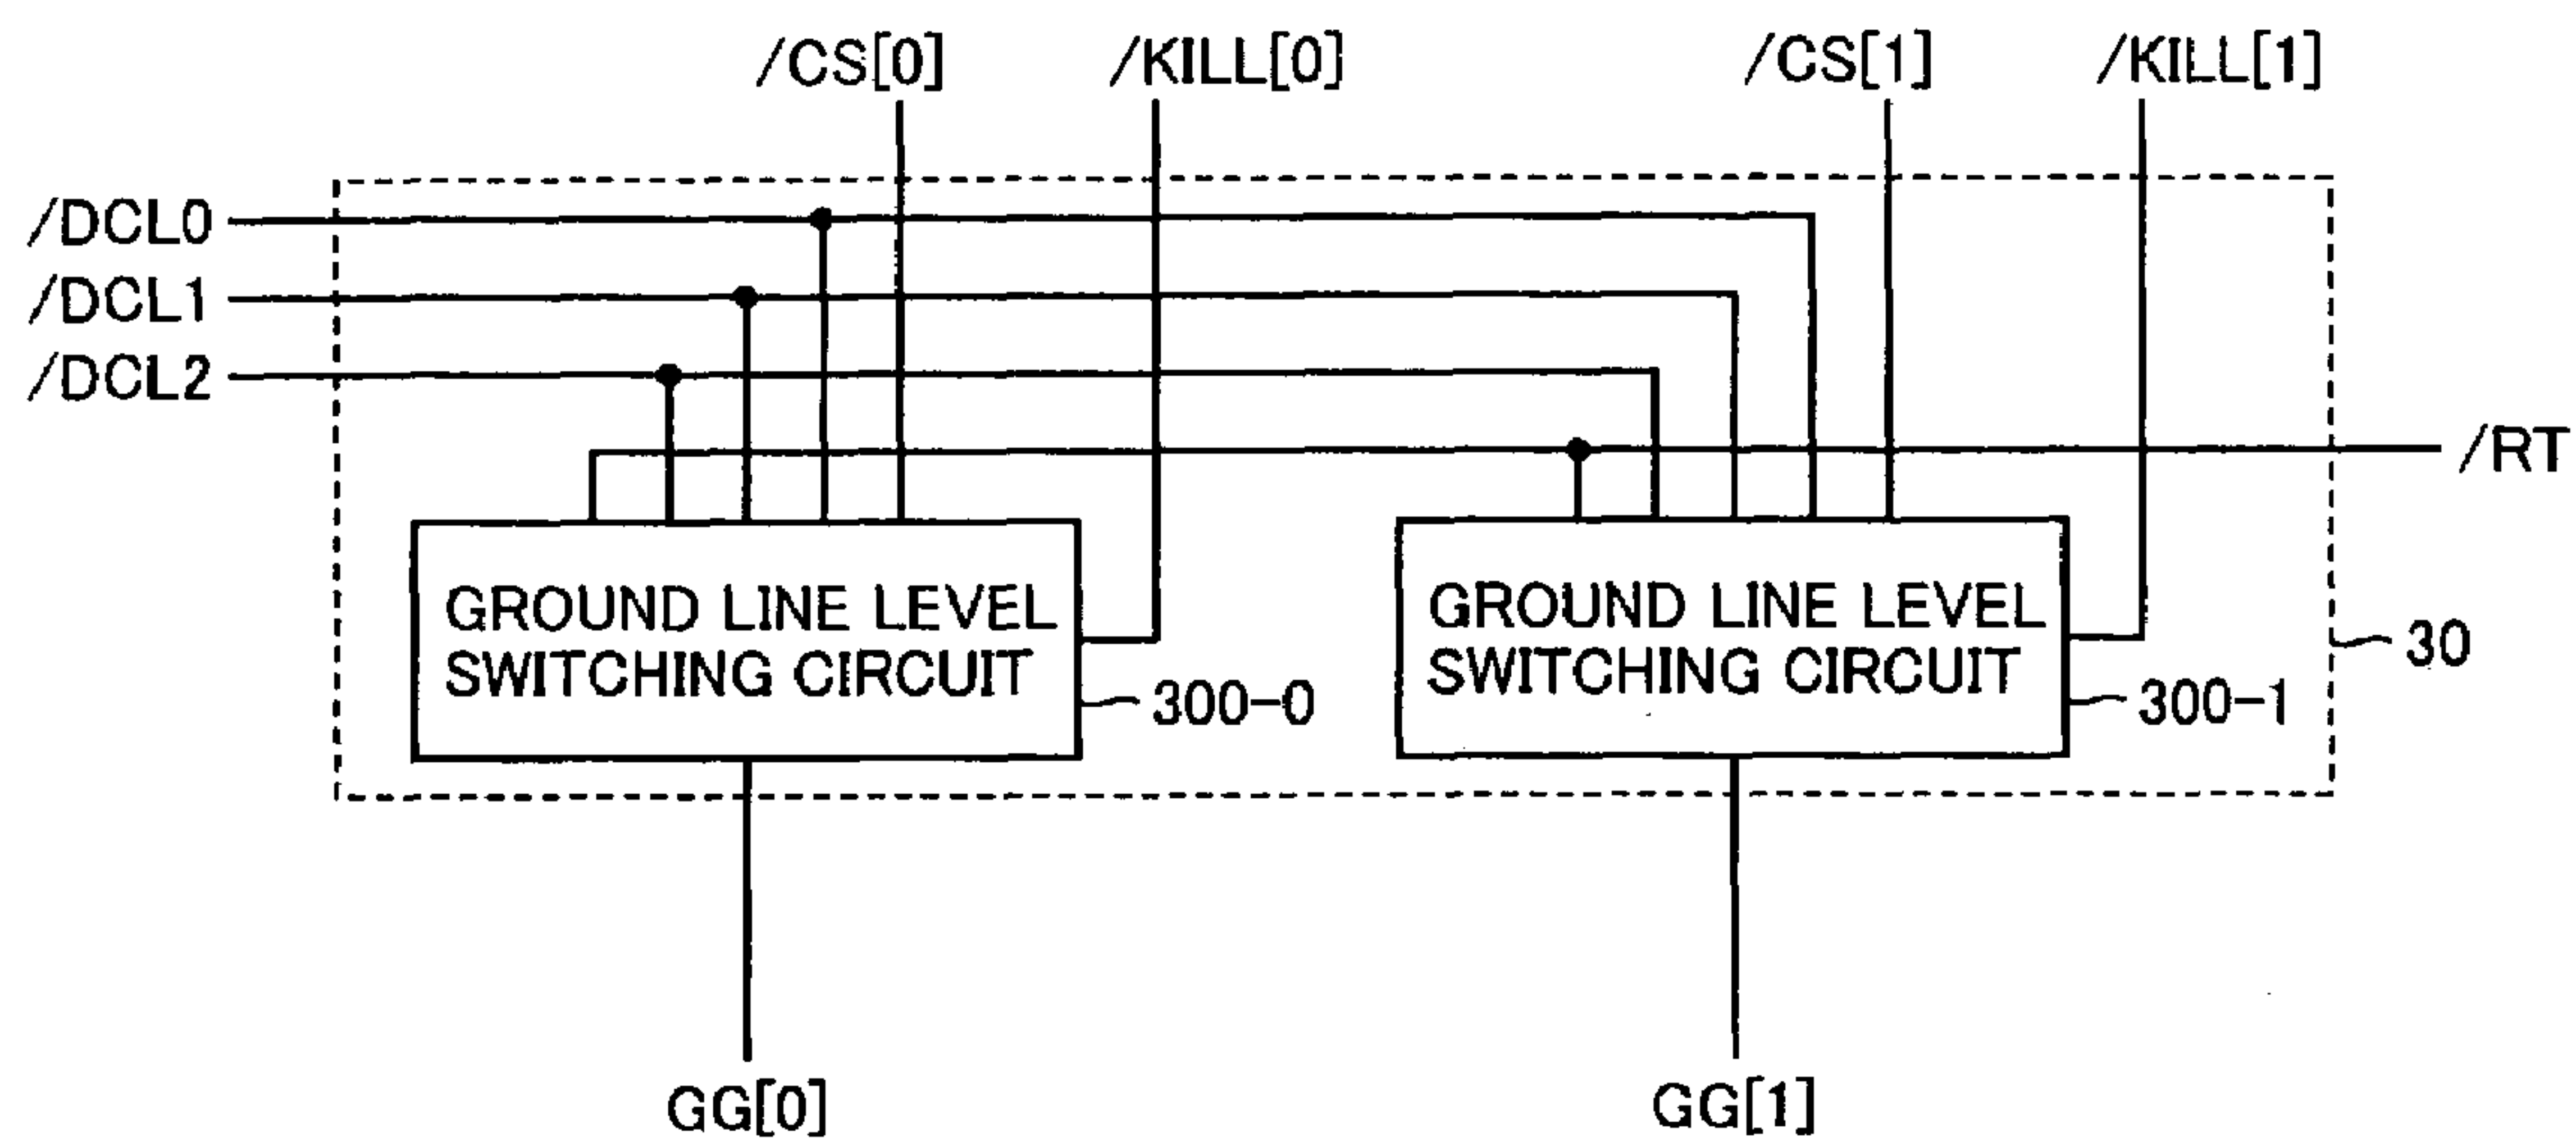 /CS[0] /KILL[0] /CS[1] /KILL[1]
/DCL0
/DCL1
/DCL2
/RT
GROUND LINE LEVEL
SWITCHING CIRCUIT
300-0
GROUND LINE LEVEL
SWITCHING CIRCUIT
300-1
30
GG[0] GG[1]